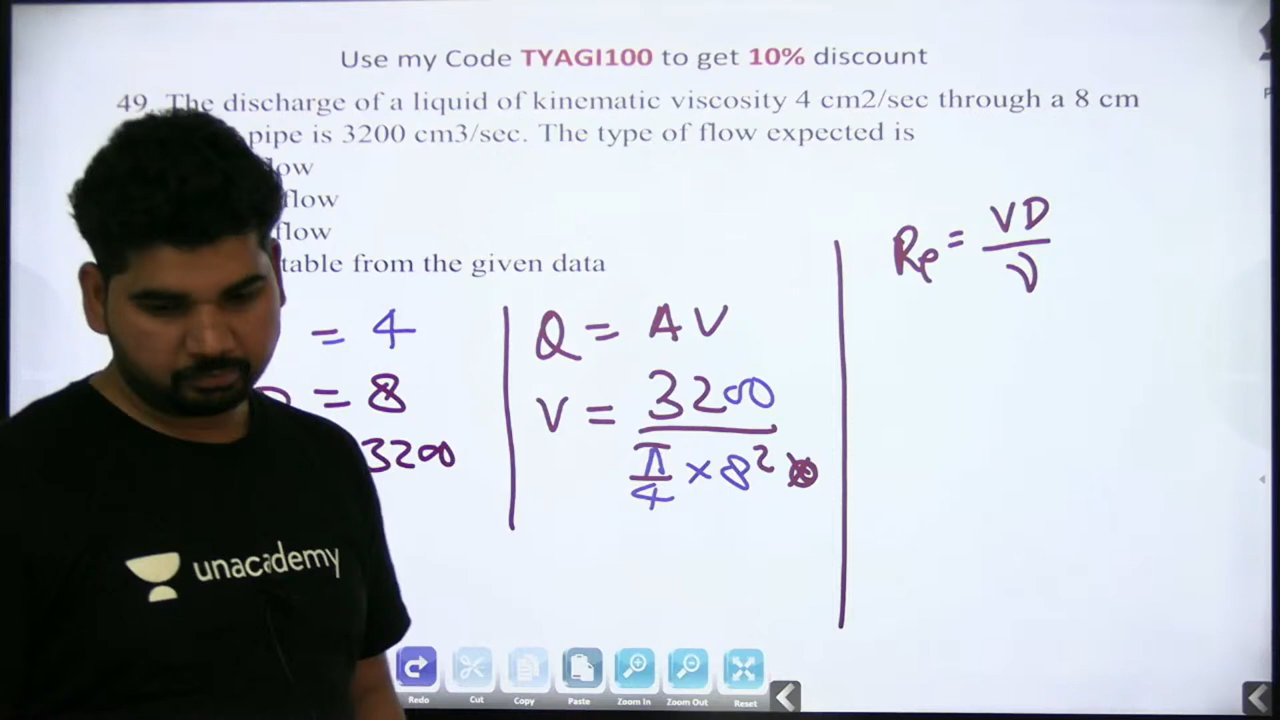 Use my Code TYAGI100 to get 10% discount
49. The discharge of a liquid of kinematic viscosity 4 cm2/sec through a 8 cm
pipe is 3200 cm3/sec. The type of flow expected is
flow
flow
table from the given data
= 4
= 8
3200
Q = AV
V = 3200
π/4 × 8²
Re = VD/ν
unacademy
Redo Cut Copy Paste Zoom In Zoom Out Reset